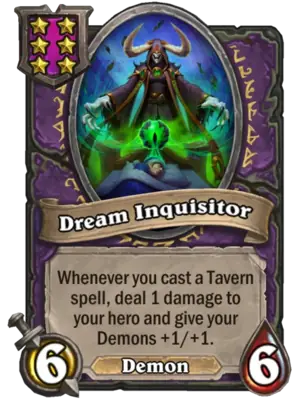 Dream Inquisitor
Whenever you cast a Tavern
spell, deal 1 damage to
your hero and give your
Demons +1/+1.
Demon
6
6